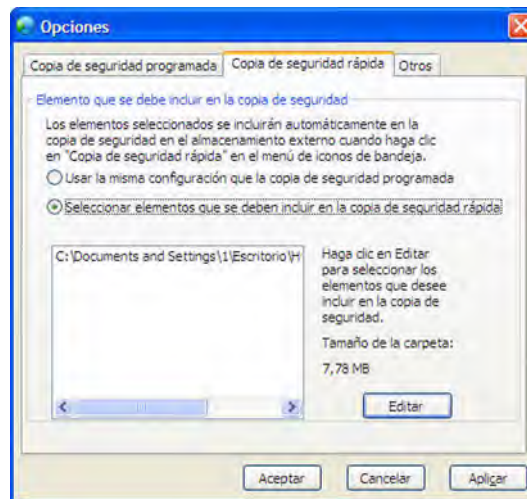 Opciones
Copia de seguridad programada Copia de seguridad rápida Otros
Elemento que se debe incluir en la copia de seguridad
Los elementos seleccionados se incluirán automáticamente en la
copia de seguridad en el almacenamiento externo cuando haga clic
en "Copia de seguridad rápida" en el menú de iconos de bandeja.
Usar la misma configuración que la copia de seguridad programada
Seleccionar elementos que se deben incluir en la copia de seguridad rápida
C:\Documents and Settings\1\Escritorio\H
Haga clic en Editar
para seleccionar los
elementos que desee
incluir en la copia de
seguridad.
Tamaño de la carpeta:
7,78 MB
Editar
Aceptar Cancelar Aplicar